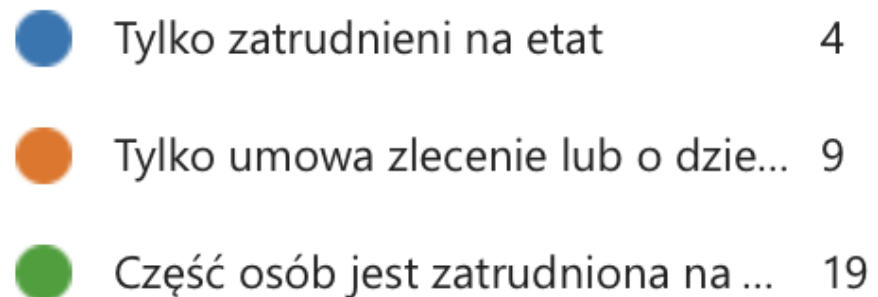 Tylko zatrudnieni na etat 4
Tylko umowa zlecenie lub o dzie... 9
Część osób jest zatrudniona na ... 19